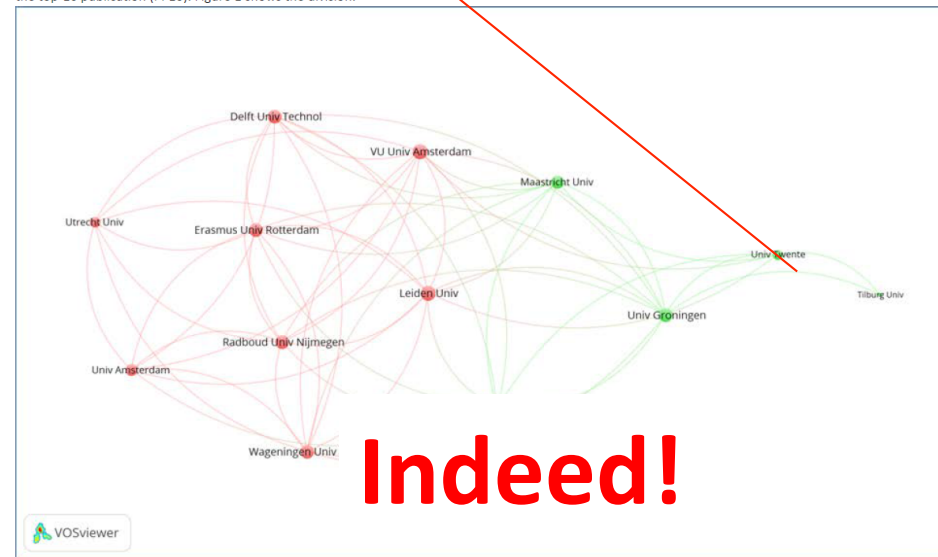 Delft Univ Technol
VU Univ Amsterdam
Maastricht Univ
Utrecht Univ
Erasmus Univ Rotterdam
Univ Twente
Leiden Univ
Tilburg Univ
Univ Groningen
Radboud Univ Nijmegen
Univ Amsterdam
Wageningen Univ
Indeed!
VOSviewer